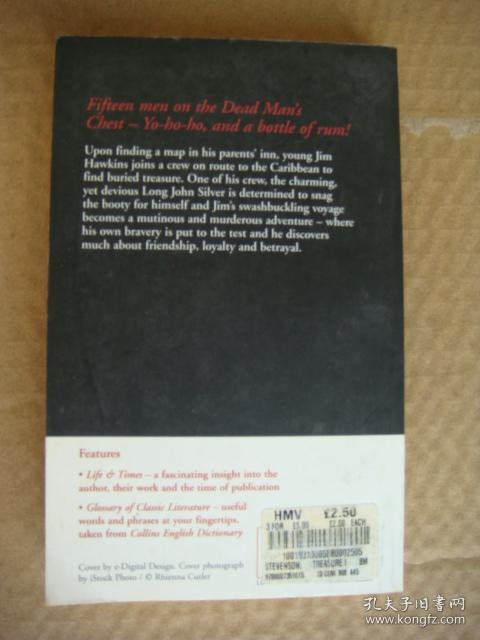 Fifteen men on the Dead Man's
Chest – Yo-ho-ho, and a bottle of rum!
Upon finding a map in his parents' inn, young Jim
Hawkins joins a crew on route to the Caribbean to
find buried treasure. One of his crew, the charming,
yet devious Long John Silver is determined to snag
the booty for himself and Jim's swashbuckling voyage
becomes a mutinous and murderous adventure – where
his own bravery is put to the test and he discovers
much about friendship, loyalty and betrayal.
Features
• Life & Times – a fascinating insight into the
author, their work and the time of publication
• Glossary of Classic Literature – useful
words and phrases at your fingertips,
taken from Collins English Dictionary
Cover by e-Digital Design. Cover photograph
by iStock Photo / © Rhienna Cutler
HMV £2.50
3 FOR £5.00 £2.50 EACH
STEVENSON, TREASURE I
孔夫子旧书网
kongfz.com